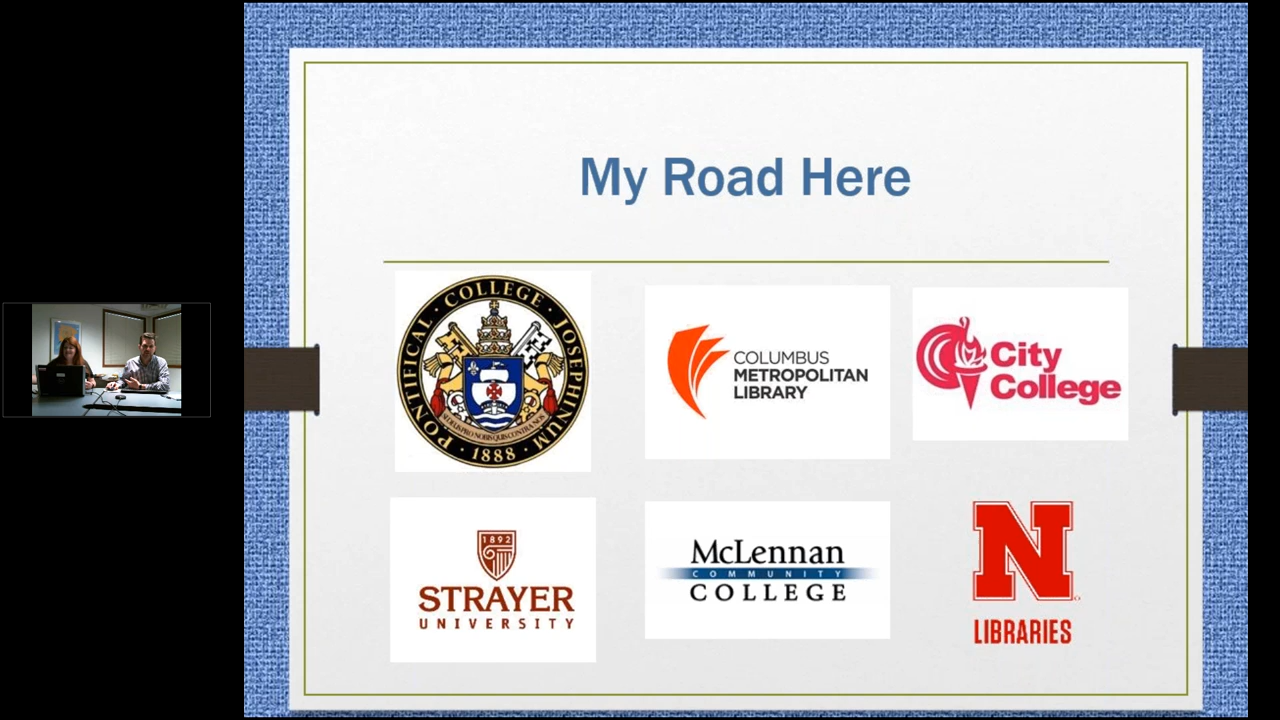 My Road Here
PONTIFICAL · COLLEGE · JOSEPHINUM
· 1888 ·
COLUMBUS
METROPOLITAN
LIBRARY
City
College
1892
STRAYER
UNIVERSITY
McLennan
COMMUNITY
COLLEGE
N
LIBRARIES